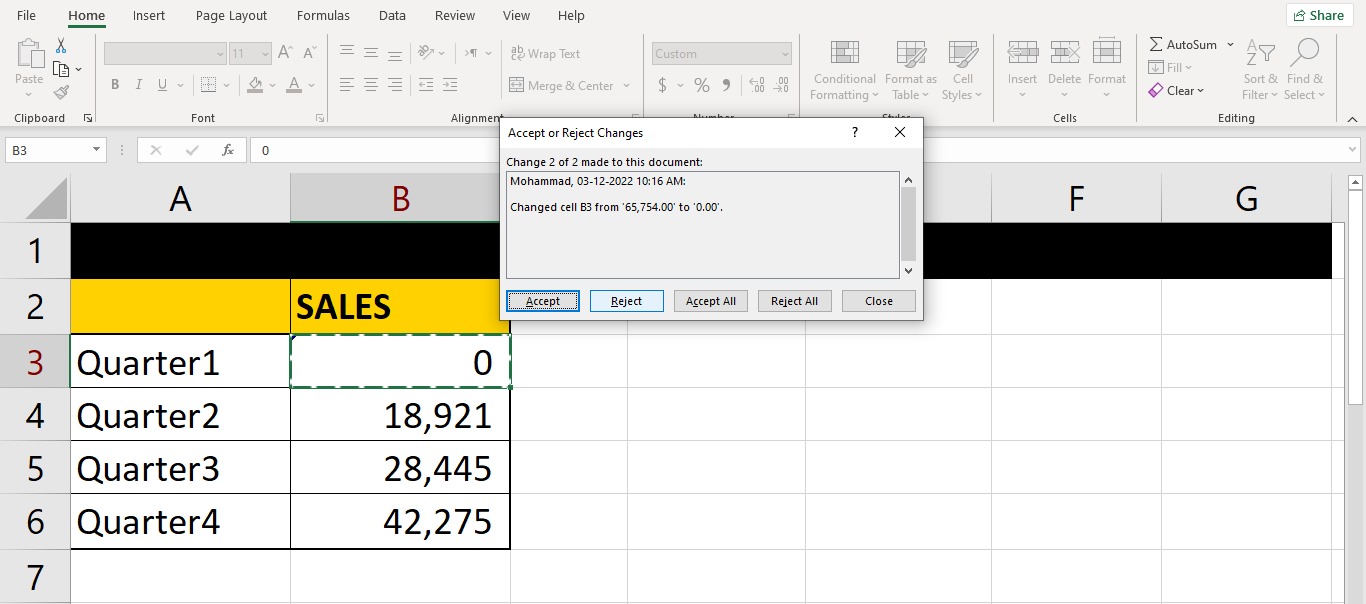 File Home Insert Page Layout Formulas Data Review View Help Share
Paste 11 A A Wrap Text Custom Conditional Formatting Format as Table Cell Styles Insert Delete Format AutoSum Fill Clear Sort & Filter Find & Select
B I U A Merge & Center $ % 9 .00 .00
Clipboard Font Alignment Number Styles Cells Editing
B3 fx 0
Accept or Reject Changes ? ×
Change 2 of 2 made to this document:
Mohammad, 03-12-2022 10:16 AM:
Changed cell B3 from '65,754.00' to '0.00'.
Accept Reject Accept All Reject All Close
A B F G
1
2 SALES
3 Quarter1 0
4 Quarter2 18,921
5 Quarter3 28,445
6 Quarter4 42,275
7